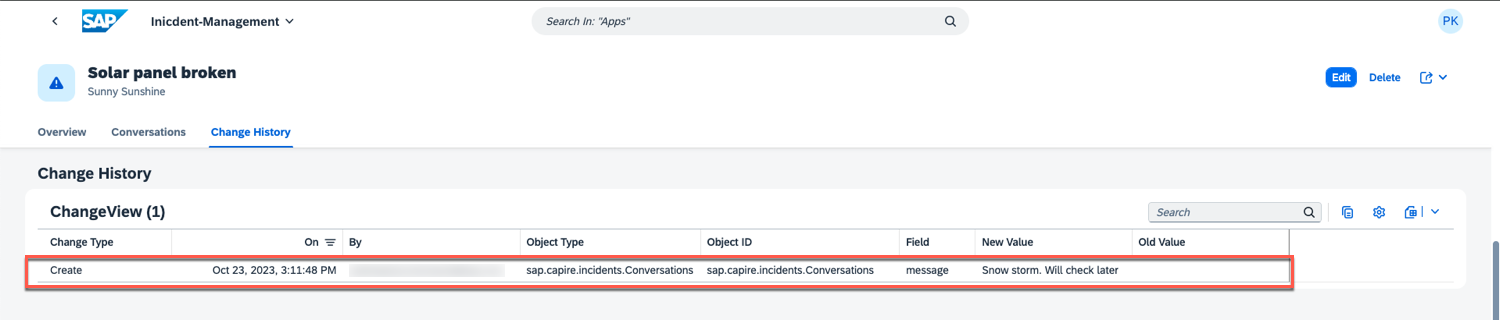 SAP Inicdent-Management Search In: "Apps" PK
Solar panel broken
Sunny Sunshine
Edit Delete
Overview Conversations Change History
Change History
ChangeView (1) Search
Change Type On By Object Type Object ID Field New Value Old Value
Create Oct 23, 2023, 3:11:48 PM sap.capire.incidents.Conversations sap.capire.incidents.Conversations message Snow storm. Will check later